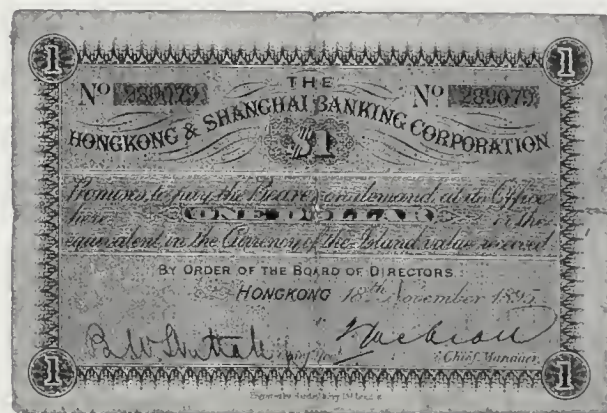 1 1
THE
No 289079 No 289079
HONGKONG & SHANGHAI BANKING CORPORATION
$1
Promises to pay the Bearer on demand at its Office
here ONE DOLLAR or the
equivalent in the Currency of the Island value received
BY ORDER OF THE BOARD OF DIRECTORS.
HONGKONG 18th November 1895
Chief Manager
1 1